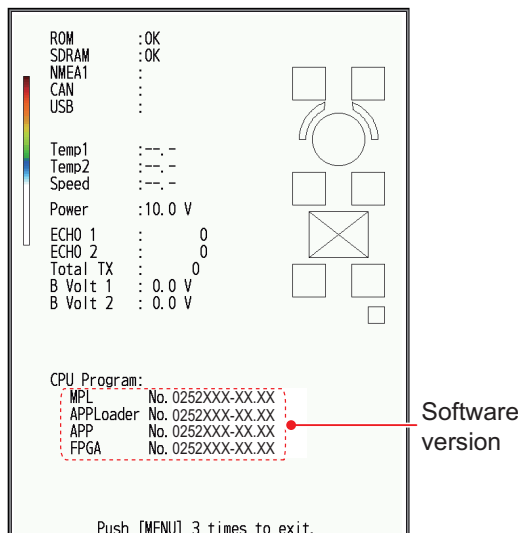 ROM :OK
SDRAM :OK
NMEA1 :
CAN :
USB :
Temp1 :--.-
Temp2 :--.-
Speed :--.-
Power :10.0 V
ECHO 1 : 0
ECHO 2 : 0
Total TX : 0
B Volt 1 : 0.0 V
B Volt 2 : 0.0 V
CPU Program:
MPL No. 0252XXX-XX.XX
APPLoader No. 0252XXX-XX.XX
APP No. 0252XXX-XX.XX
FPGA No. 0252XXX-XX.XX
Software
version
Push [MENU] 3 times to exit.